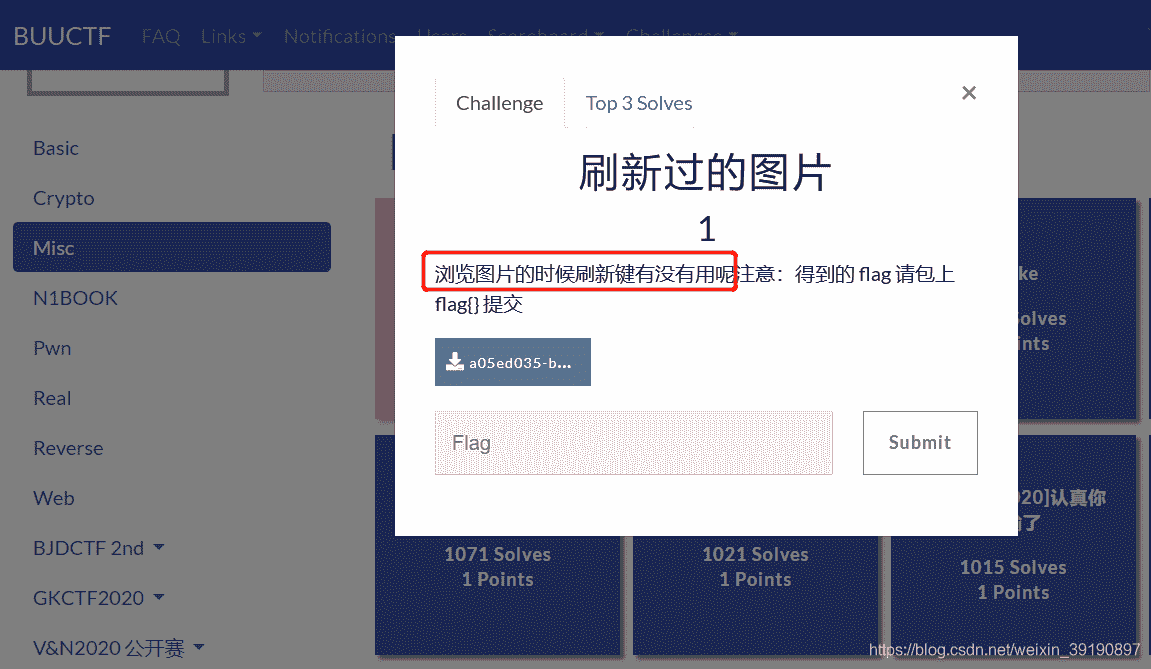 BUUCTF FAQ Links Notifications Users Scoreboard Challenges
Challenge Top 3 Solves ×
刷新过的图片
1
浏览图片的时候刷新键有没有用呢注意：得到的 flag 请包上
flag{} 提交
a05ed035-b...
Flag Submit
Basic
Crypto
Misc
N1BOOK
Pwn
Real
Reverse
Web
BJDCTF 2nd
GKCTF2020
V&N2020 公开赛
ke
olves
ints
1071 Solves
1 Points
1021 Solves
1 Points
020]认真你
了
1015 Solves
1 Points
https://blog.csdn.net/weixin_39190897